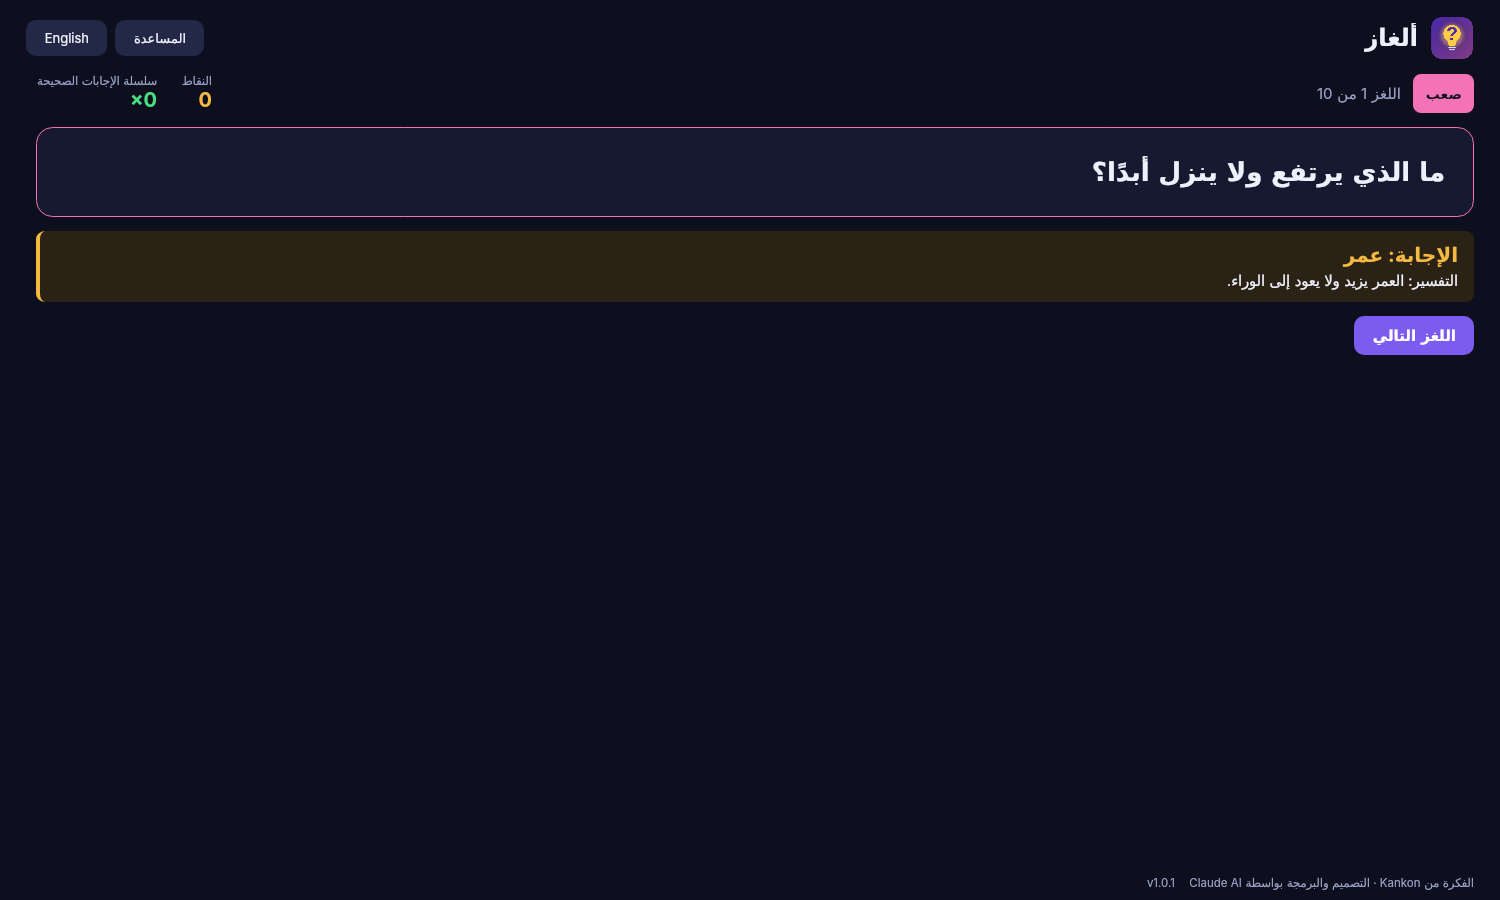 ألغاز
المساعدة
English
صعب
اللغز 1 من 10
النقاط
0
سلسلة الإجابات الصحيحة
×0
ما الذي يرتفع ولا ينزل أبدًا؟
الإجابة: عمر
التفسير: العمر يزيد ولا يعود إلى الوراء.
اللغز التالي
الفكرة من Kankon · التصميم والبرمجة بواسطة Claude AI v1.0.1